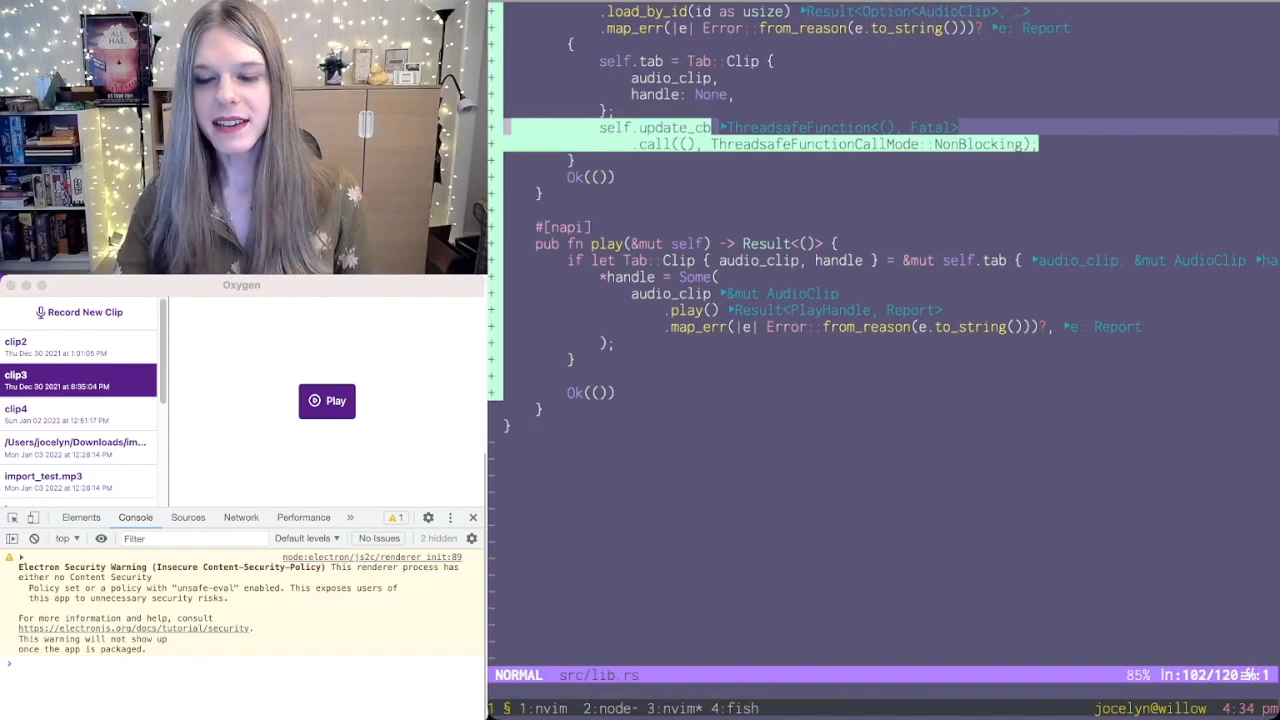 ALL HAIL
Oxygen
Record New Clip
clip2
Thu Dec 30 2021 at 1:01:05 PM
clip3
Thu Dec 30 2021 at 8:35:04 PM
clip4
Sun Jan 02 2022 at 12:51:17 PM
/Users/jocelyn/Downloads/im...
Mon Jan 03 2022 at 12:28:14 PM
import_test.mp3
Mon Jan 03 2022 at 12:28:14 PM
Play
Elements Console Sources Network Performance » 1
top ▾ Filter Default levels ▾ No Issues 2 hidden
node:electron/js2c/renderer_init:89
Electron Security Warning (Insecure Content-Security-Policy) This renderer process has
either no Content Security
Policy set or a policy with "unsafe-eval" enabled. This exposes users of
this app to unnecessary security risks.
For more information and help, consult
https://electronjs.org/docs/tutorial/security.
This warning will not show up
once the app is packaged.
>
+ .load_by_id(id as usize) ▸Result<Option<AudioClip>, _>
+ .map_err(|e| Error::from_reason(e.to_string()))? ▸e: Report
+ {
+ self.tab = Tab::Clip {
+ audio_clip,
+ handle: None,
+ };
self.update_cb ▸ThreadsafeFunction<(), Fatal>
.call((), ThreadsafeFunctionCallMode::NonBlocking);
+ }
+ Ok(())
+ }
+
+ #[napi]
+ pub fn play(&mut self) -> Result<()> {
+ if let Tab::Clip { audio_clip, handle } = &mut self.tab { ▸audio_clip: &mut AudioClip ▸ha
+ *handle = Some(
+ audio_clip ▸&mut AudioClip
+ .play() ▸Result<PlayHandle, Report>
+ .map_err(|e| Error::from_reason(e.to_string()))?, ▸e: Report
+ );
+ }
+
+ Ok(())
}
}
NORMAL src/lib.rs 85% ln:102/120
1 § 1:nvim 2:node- 3:nvim* 4:fish jocelyn@willow 4:34 pm